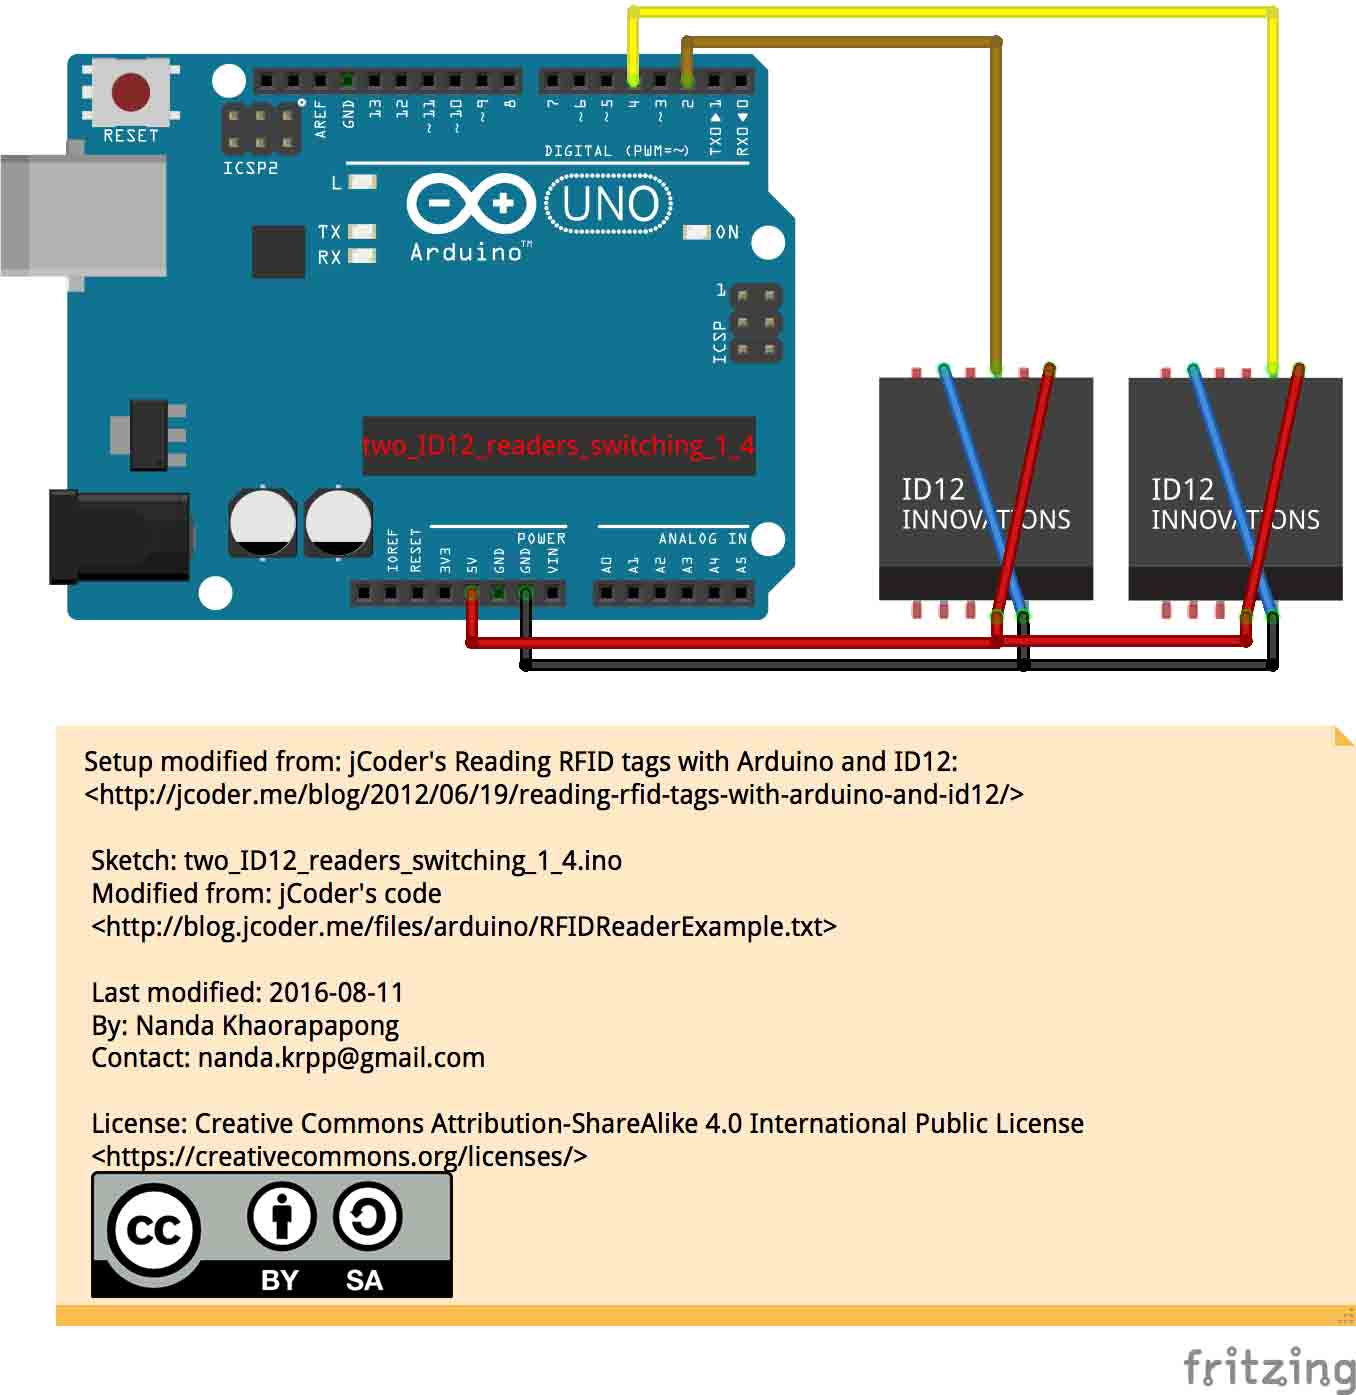 RESET
ICSP2
AREF
GND
13
12
~11
~10
~9
8
7
~6
~5
4
~3
2
TX0▶1
RX0◀0
DIGITAL (PWM=~)
L
TX
RX
Arduino™
UNO
ON
1
ICSP
two_ID12_readers_switching_1_4
ID12
INNOVATIONS
ID12
INNOVATIONS
POWER
ANALOG IN
IOREF
RESET
3V3
5V
GND
GND
VIN
A0
A1
A2
A3
A4
A5
Setup modified from: jCoder's Reading RFID tags with Arduino and ID12:
<http://jcoder.me/blog/2012/06/19/reading-rfid-tags-with-arduino-and-id12/>
Sketch: two_ID12_readers_switching_1_4.ino
Modified from: jCoder's code
<http://blog.jcoder.me/files/arduino/RFIDReaderExample.txt>
Last modified: 2016-08-11
By: Nanda Khaorapapong
Contact: nanda.krpp@gmail.com
License: Creative Commons Attribution-ShareAlike 4.0 International Public License
<https://creativecommons.org/licenses/>
cc
BY SA
fritzing